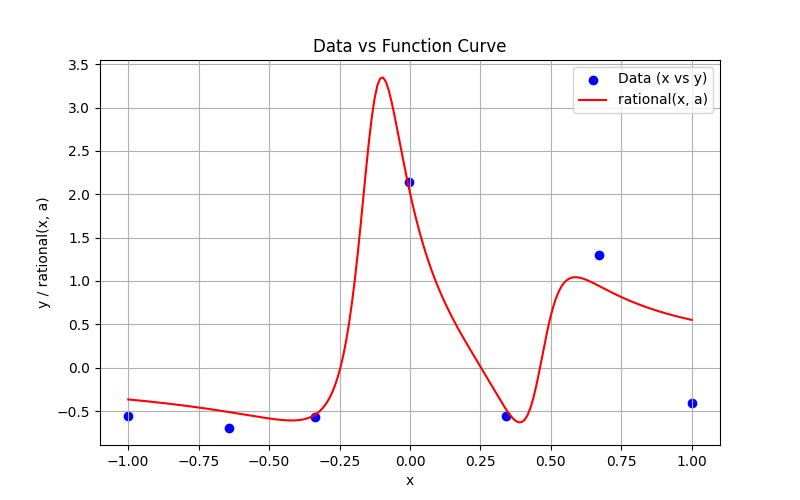 Data vs Function Curve
Data (x vs y)
rational(x, a)
y / rational(x, a)
3.5
3.0
2.5
2.0
1.5
1.0
0.5
0.0
−0.5
−1.00 −0.75 −0.50 −0.25 0.00 0.25 0.50 0.75 1.00
x